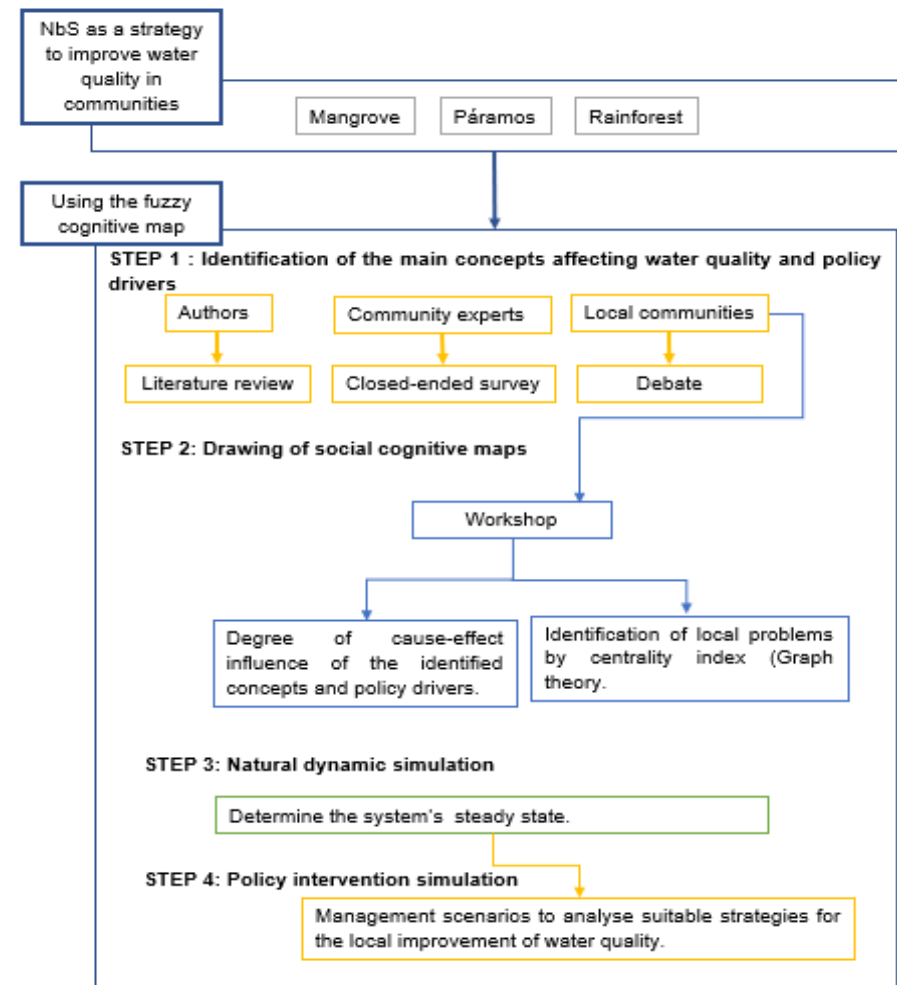 NbS as a strategy
to improve water
quality in
communities
Mangrove
Páramos
Rainforest
Using the fuzzy
cognitive map
STEP 1 : Identification of the main concepts affecting water quality and policy
drivers
Authors
Community experts
Local communities
Literature review
Closed-ended survey
Debate
STEP 2: Drawing of social cognitive maps
Workshop
Degree of cause-effect
influence of the identified
concepts and policy drivers.
Identification of local problems
by centrality index (Graph
theory.
STEP 3: Natural dynamic simulation
Determine the system's steady state.
STEP 4: Policy intervention simulation
Management scenarios to analyse suitable strategies for
the local improvement of water quality.